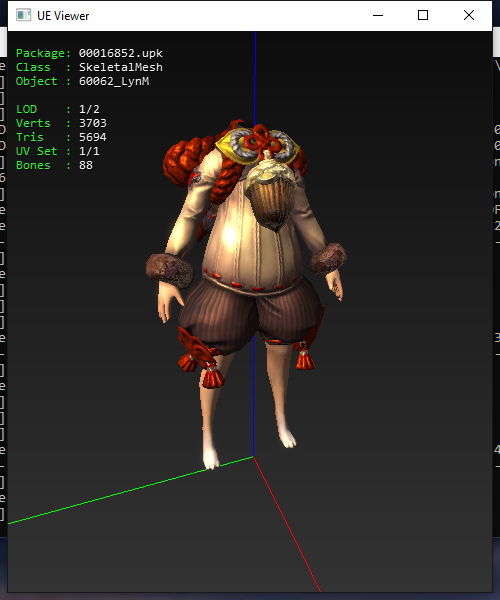 UE Viewer
Package: 00016852.upk
Class : SkeletalMesh
Object : 60062_LynM
LOD : 1/2
Verts : 3703
Tris : 5694
UV Set : 1/1
Bones : 88